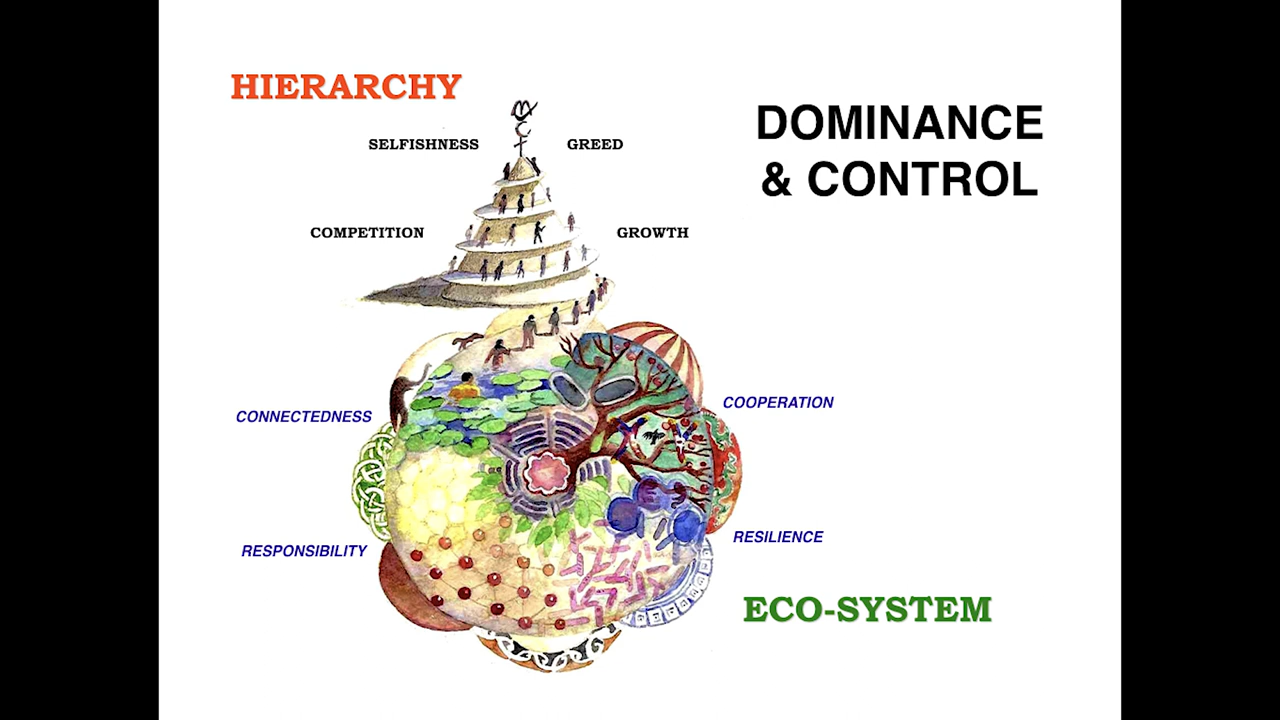 HIERARCHY
DOMINANCE
& CONTROL
SELFISHNESS
GREED
COMPETITION
GROWTH
CONNECTEDNESS
COOPERATION
RESPONSIBILITY
RESILIENCE
ECO-SYSTEM